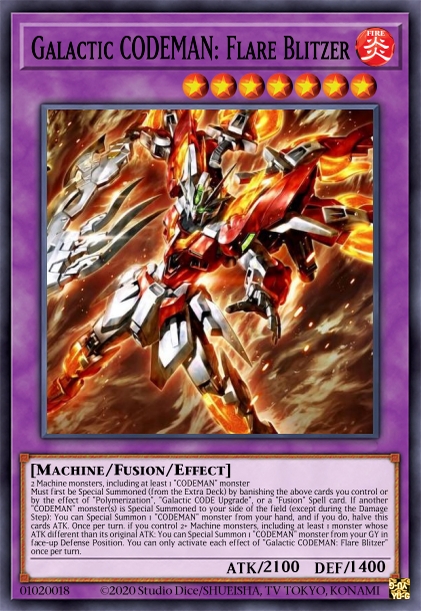 Galactic CODEMAN: Flare Blitzer
FIRE
炎
[Machine/Fusion/Effect]
2 Machine monsters, including at least 1 "CODEMAN" monster
Must first be Special Summoned (from the Extra Deck) by banishing the above cards you control or
by the effect of "Polymerization", "Galactic CODE Upgrade", or a "Fusion" Spell card. If another
"CODEMAN" monster(s) is Special Summoned to your side of the field (except during the Damage
Step): You can Special Summon 1 "CODEMAN" monster from your hand, and if you do, halve this
cards ATK. Once per turn. if you control 2+ Machine monsters, including at least 1 monster whose
ATK different than its original ATK: You can Special Summon 1 "CODEMAN" monster from your GY in
face-up Defense Position. You can only activate each effect of "Galactic CODEMAN: Flare Blitzer"
once per turn.
ATK/2100 DEF/1400
01020018 ©2020 Studio Dice/SHUEISHA, TV TOKYO, KONAMI